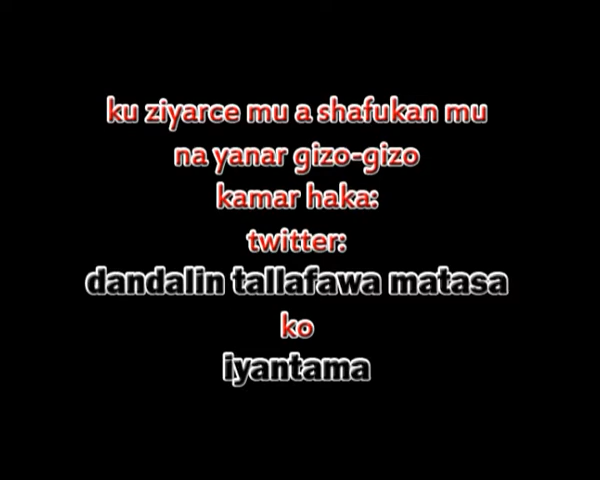 ku ziyarce mu a shafukan mu
na yanar gizo-gizo
kamar haka:
twitter:
dandalin tallafawa matasa
ko
iyantama